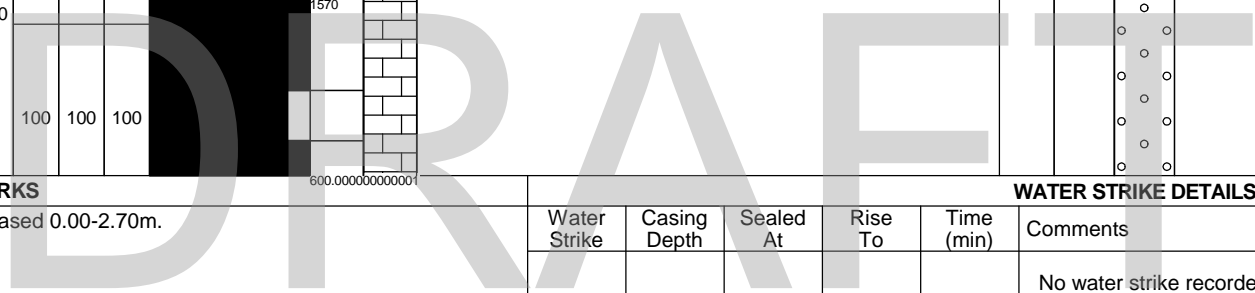 0
1570
100 100 100
600.000000000001
RKS
WATER STRIKE DETAILS
ased 0.00-2.70m.
Water Strike
Casing Depth
Sealed At
Rise To
Time (min)
Comments
No water strike recorde
DRAFT